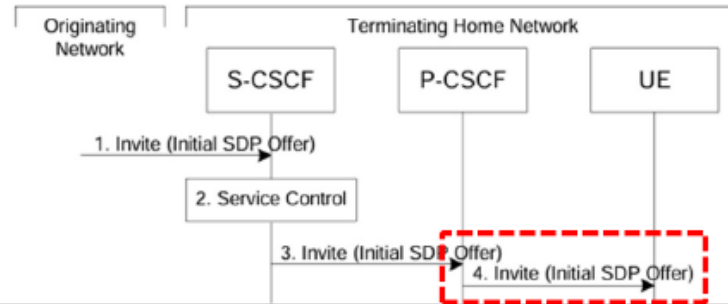 Originating
Network
Terminating Home Network
S-CSCF
P-CSCF
UE
1. Invite (Initial SDP Offer)
2. Service Control
3. Invite (Initial SDP Offer)
4. Invite (Initial SDP Offer)